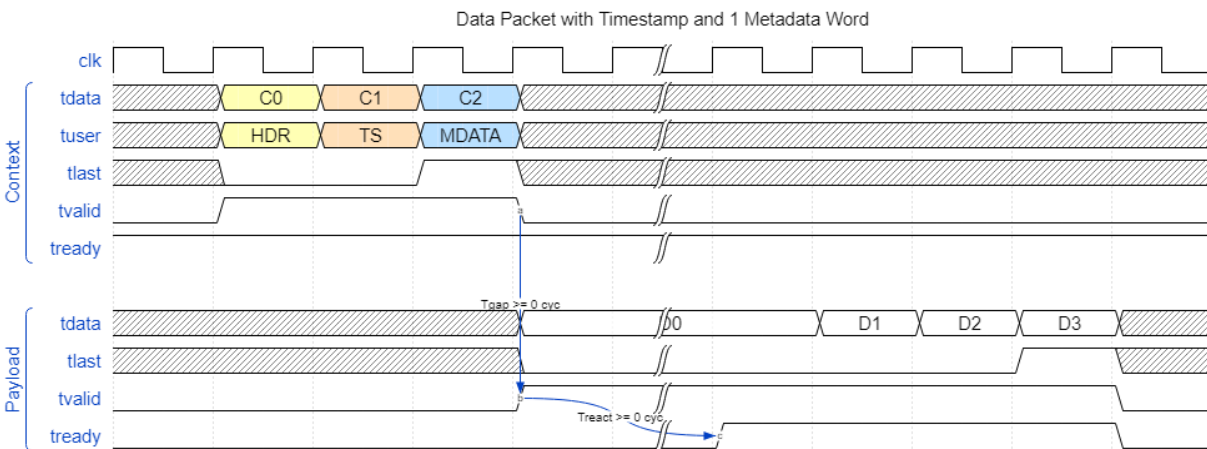 Data Packet with Timestamp and 1 Metadata Word
clk
Context
tdata C0 C1 C2
tuser HDR TS MDATA
tlast
tvalid a
tready
Tgap >= 0 cyc
Payload
tdata D0 D1 D2 D3
tlast
tvalid b
Treact >= 0 cyc
tready c